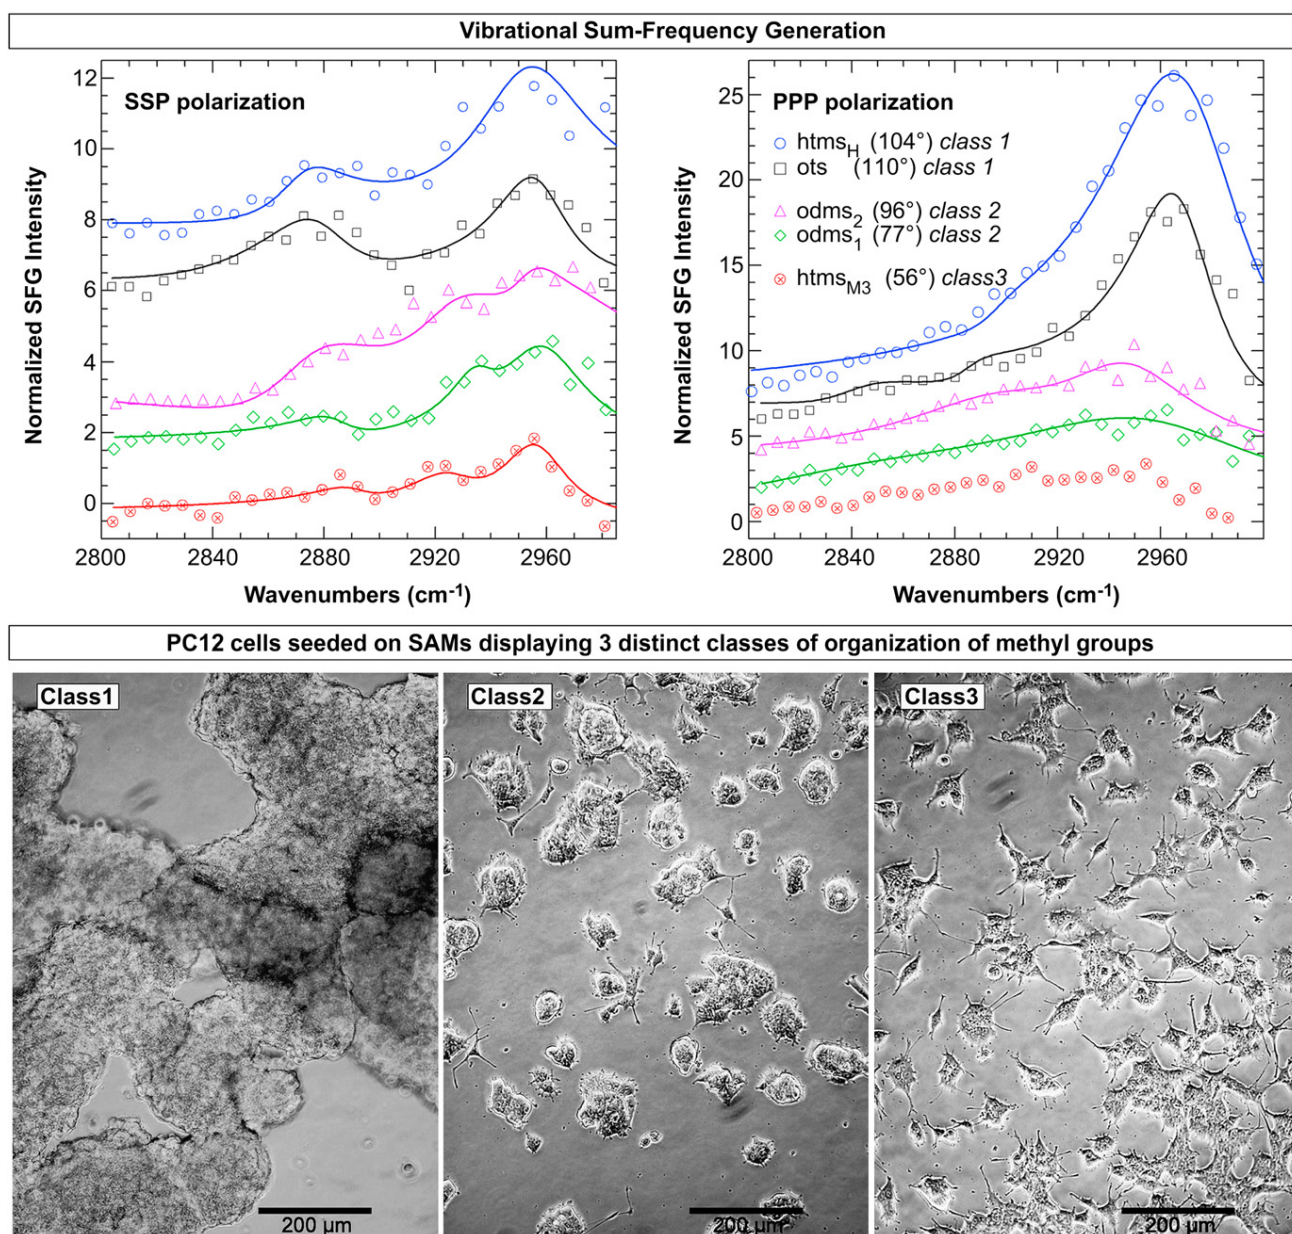 Vibrational Sum-Frequency Generation
SSP polarization
12
10
8
6
4
2
0
2800
2840
2880
2920
2960
Normalized SFG Intensity
Wavenumbers (cm-1)
PPP polarization
htmsH (104°) class 1
ots (110°) class 1
odms2 (96°) class 2
odms1 (77°) class 2
htmsM3 (56°) class3
25
20
15
10
5
0
2800
2840
2880
2920
2960
Normalized SFG Intensity
Wavenumbers (cm-1)
PC12 cells seeded on SAMs displaying 3 distinct classes of organization of methyl groups
Class1
Class2
Class3
200 µm
200 µm
200 µm